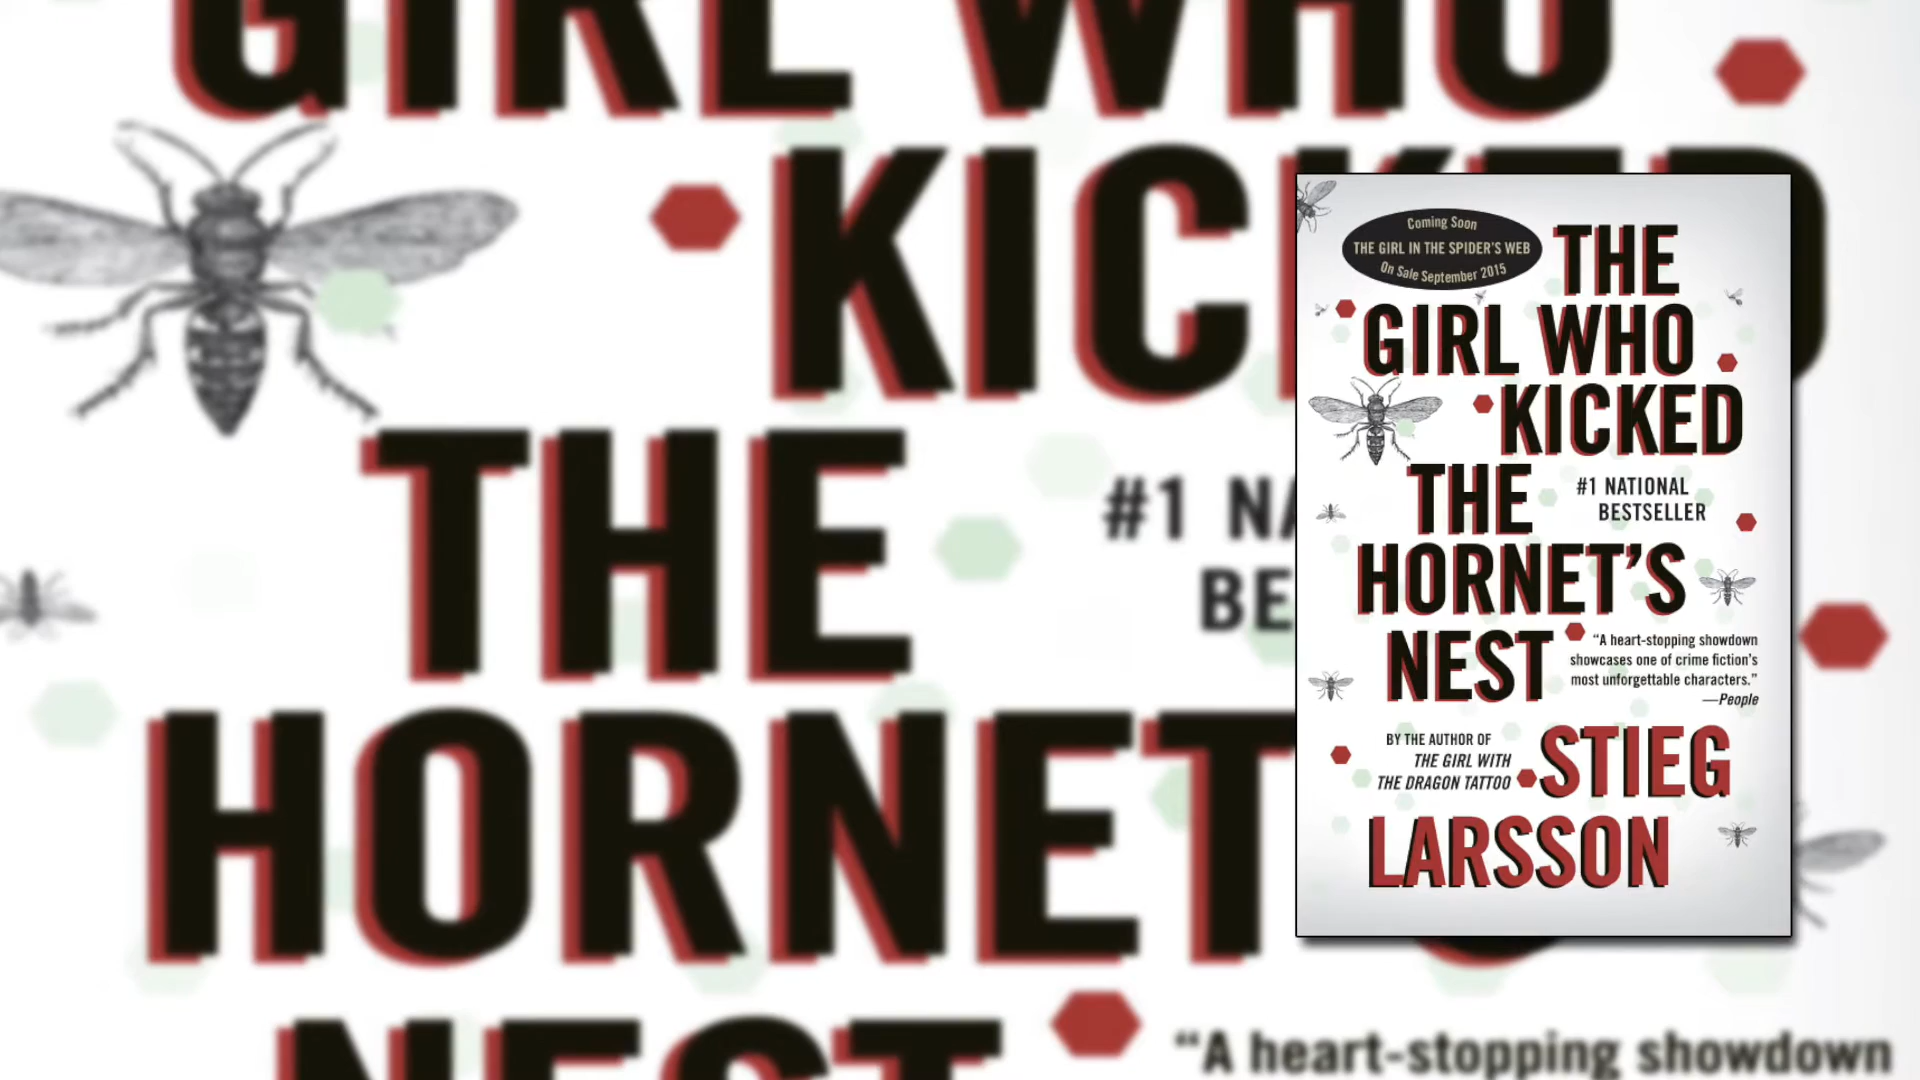 GIRL WHO
KICKED
THE
#1 NA
BE
HORNET'S
NEST
"A heart-stopping showdown
Coming Soon
THE GIRL IN THE SPIDER'S WEB
On Sale September 2015
THE
GIRL WHO
KICKED
THE
#1 NATIONAL
BESTSELLER
HORNET'S
NEST
"A heart-stopping showdown
showcases one of crime fiction's
most unforgettable characters."
—People
BY THE AUTHOR OF
THE GIRL WITH
THE DRAGON TATTOO
STIEG
LARSSON